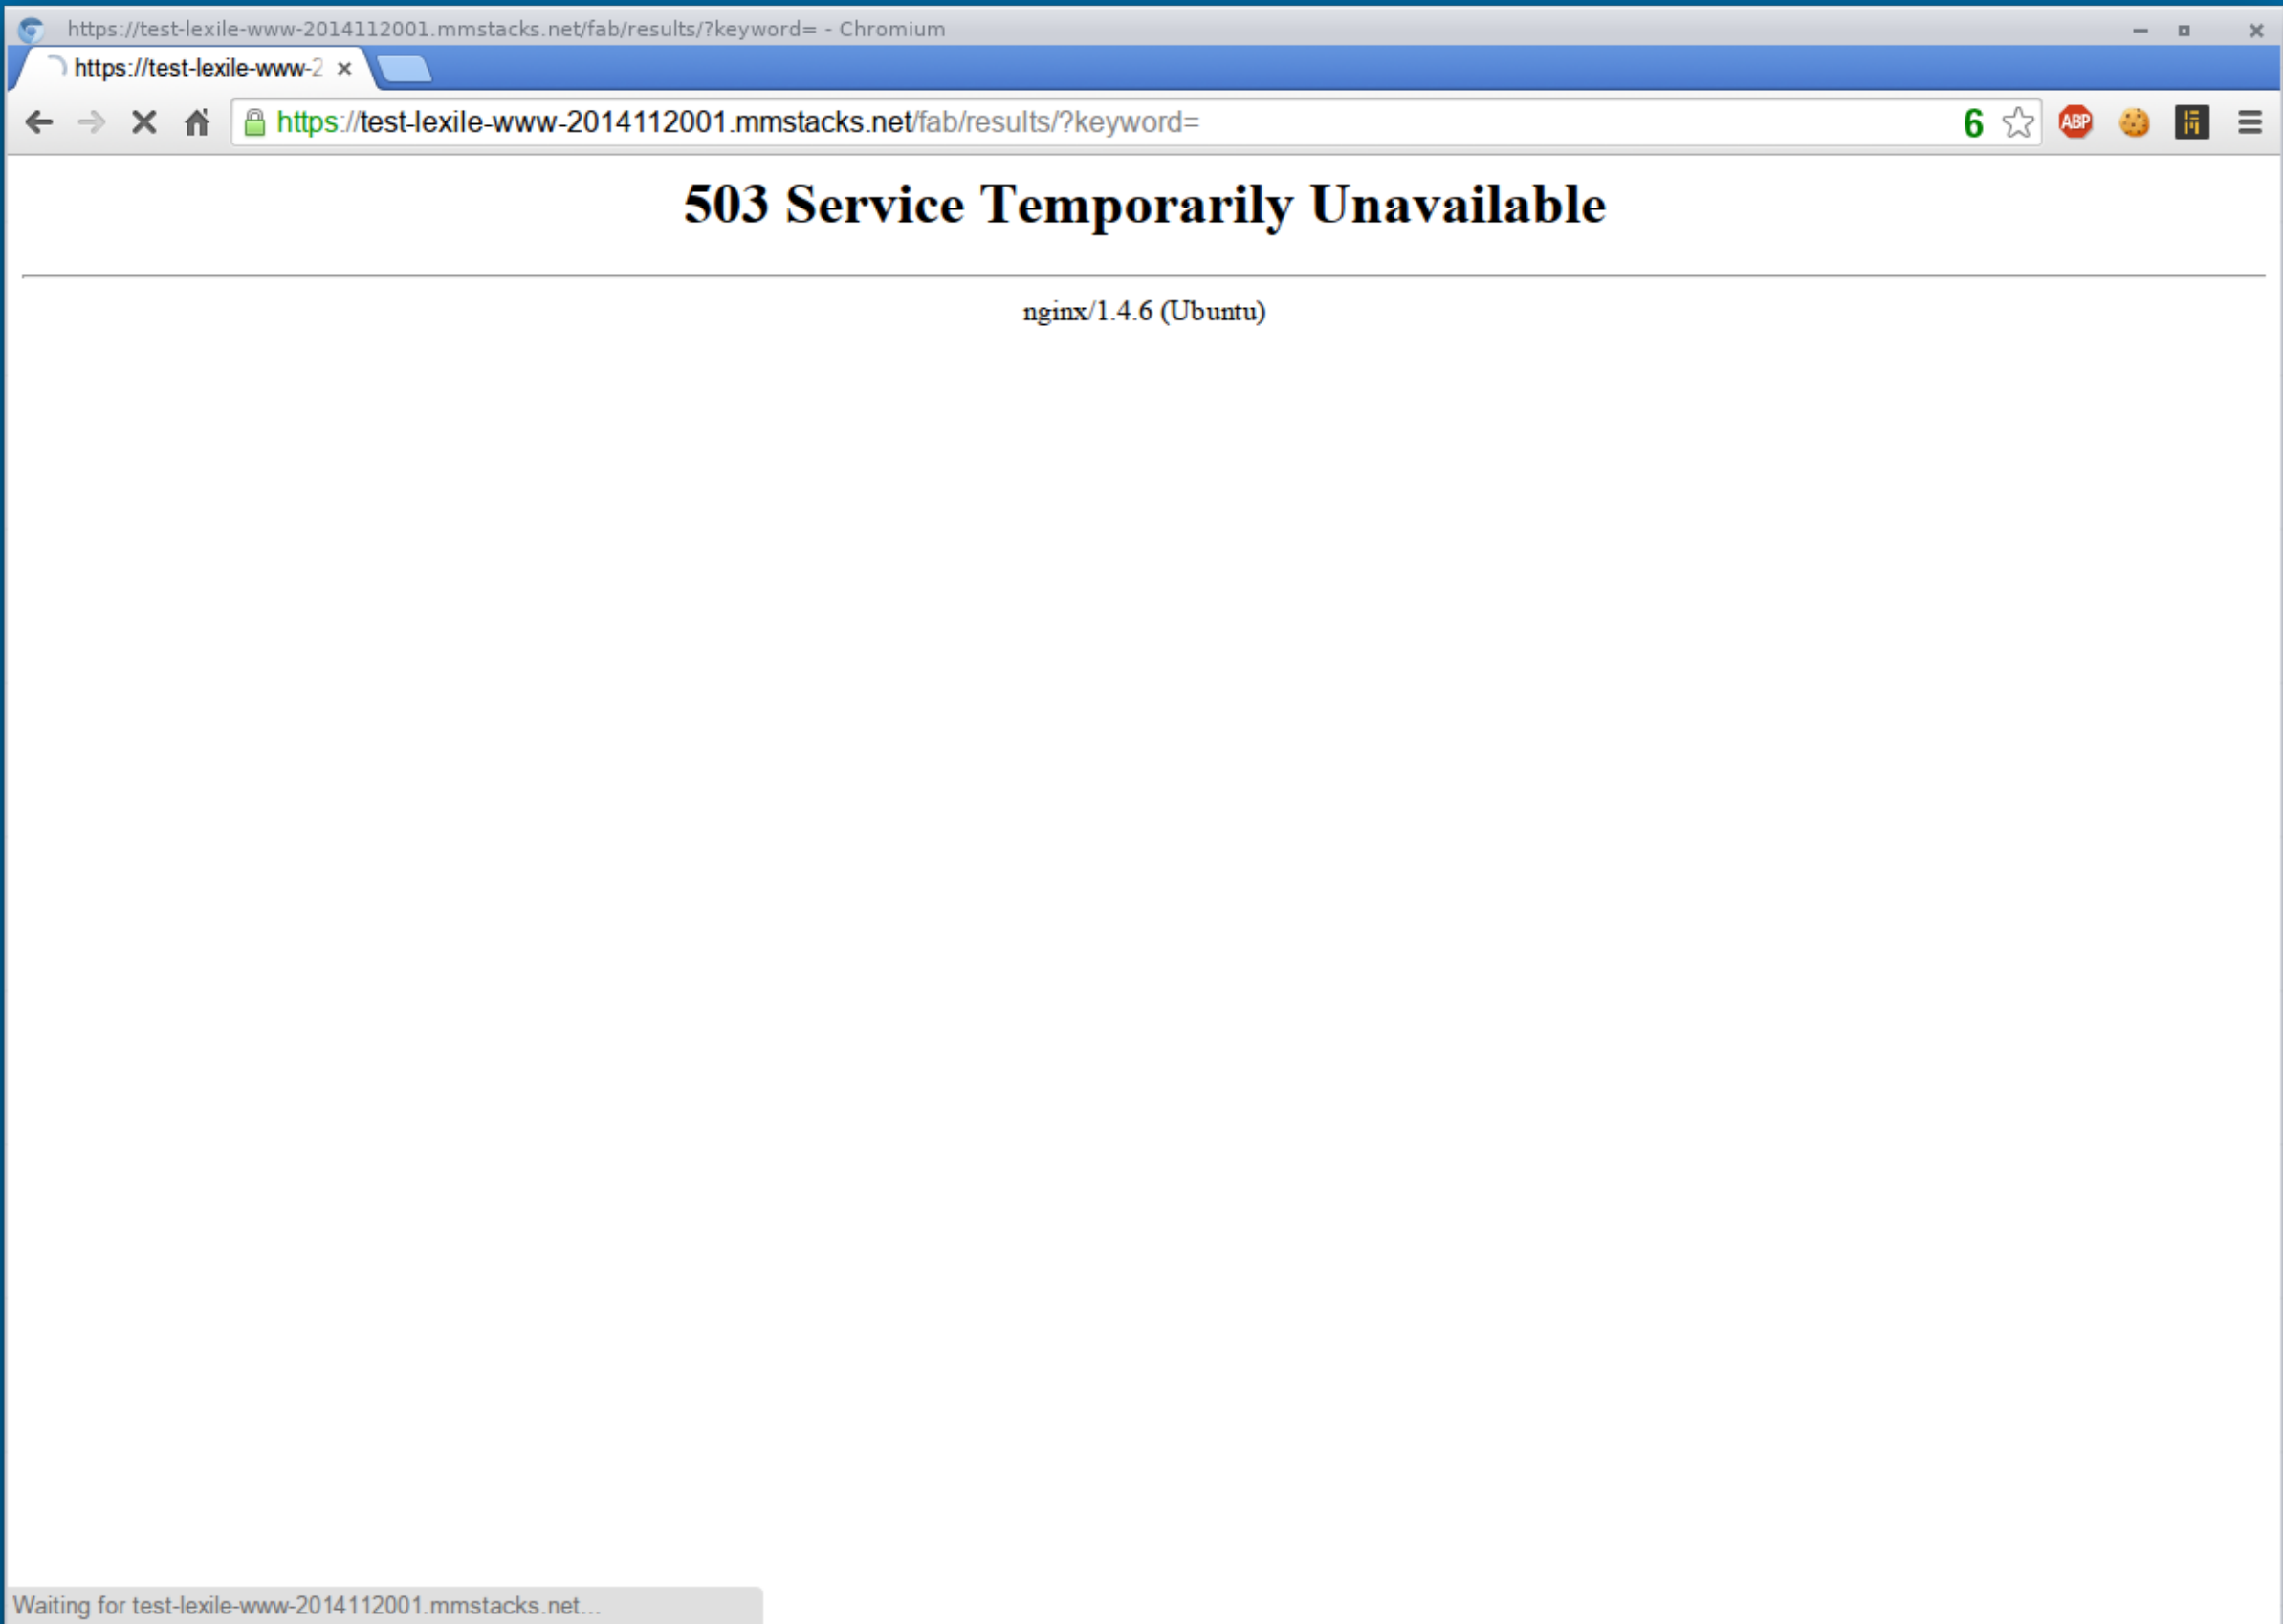 https://test-lexile-www-2014112001.mmstacks.net/fab/results/?keyword= - Chromium
https://test-lexile-www-2
https://test-lexile-www-2014112001.mmstacks.net/fab/results/?keyword=
6
ABP
503 Service Temporarily Unavailable
nginx/1.4.6 (Ubuntu)
Waiting for test-lexile-www-2014112001.mmstacks.net...